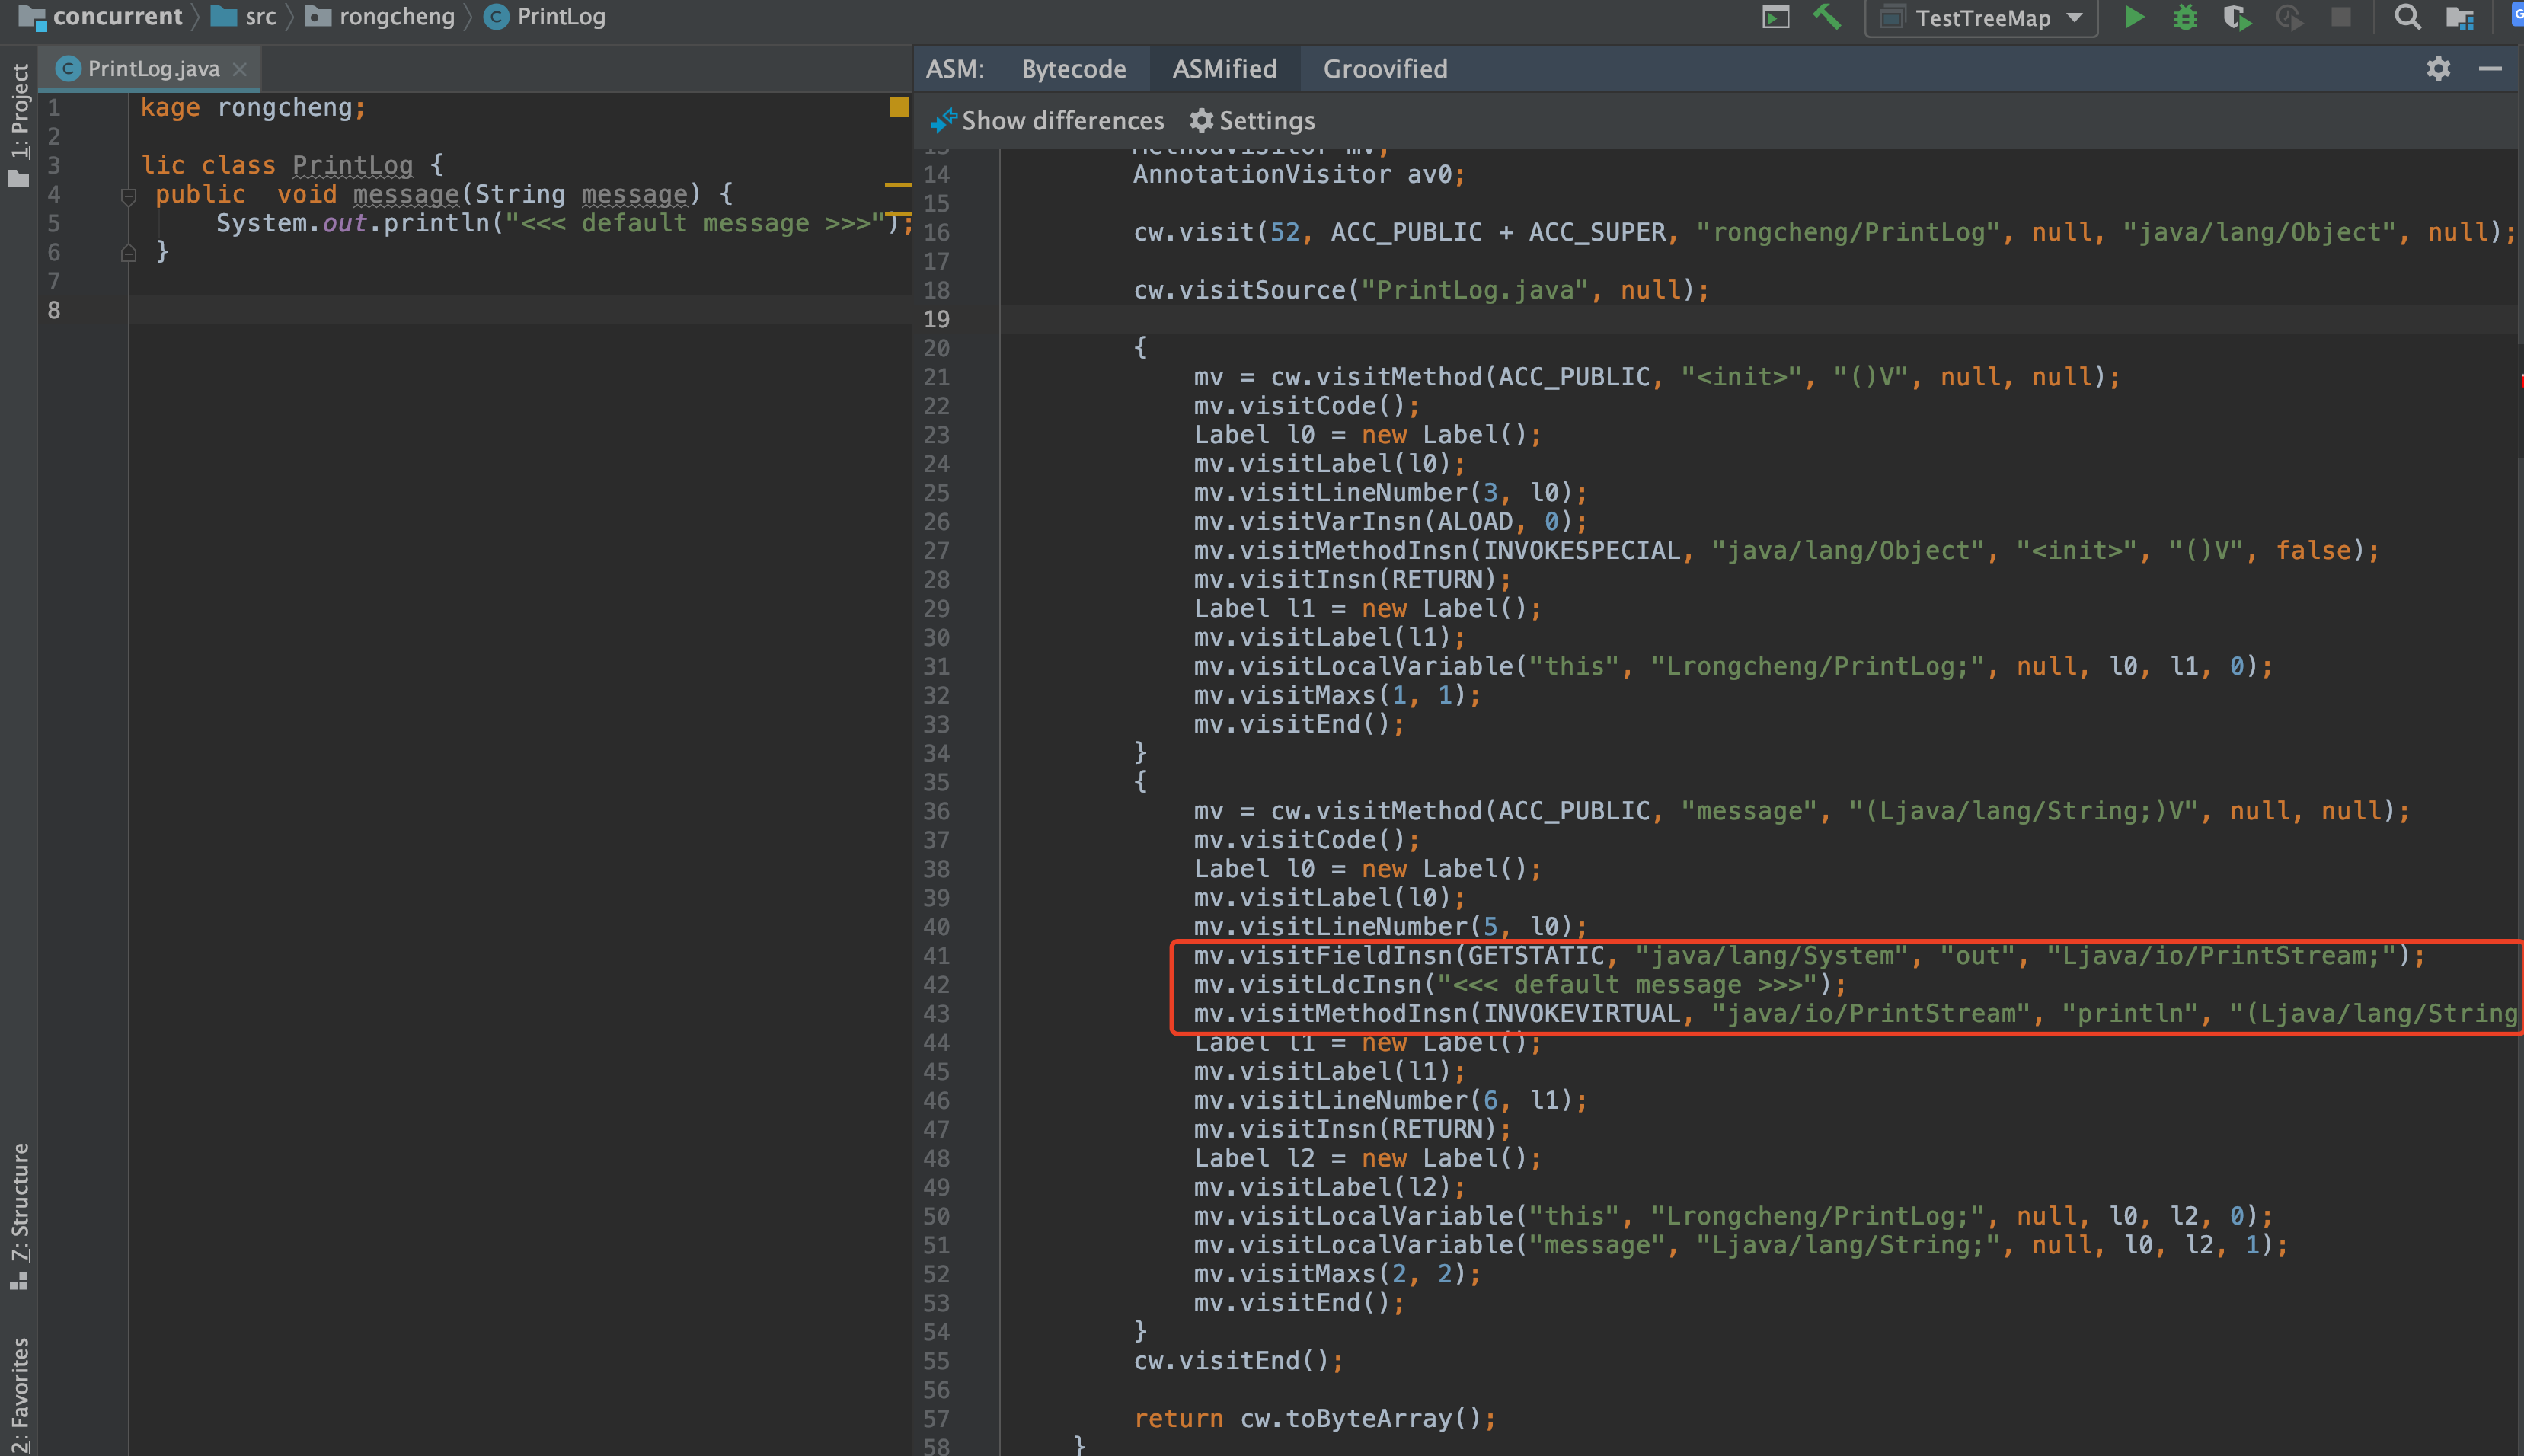 concurrent src rongcheng PrintLog
TestTreeMap
PrintLog.java
1: Project
7: Structure
2: Favorites
1 kage rongcheng;
2
3 lic class PrintLog {
4 public  void message(String message) {
5 System.out.println("<<< default message >>>");
6 }
7
8
ASM: Bytecode ASMified Groovified
Show differences Settings
13 MethodVisitor mv;
14 AnnotationVisitor av0;
15
16 cw.visit(52, ACC_PUBLIC + ACC_SUPER, "rongcheng/PrintLog", null, "java/lang/Object", null);
17
18 cw.visitSource("PrintLog.java", null);
19
20 {
21 mv = cw.visitMethod(ACC_PUBLIC, "<init>", "()V", null, null);
22 mv.visitCode();
23 Label l0 = new Label();
24 mv.visitLabel(l0);
25 mv.visitLineNumber(3, l0);
26 mv.visitVarInsn(ALOAD, 0);
27 mv.visitMethodInsn(INVOKESPECIAL, "java/lang/Object", "<init>", "()V", false);
28 mv.visitInsn(RETURN);
29 Label l1 = new Label();
30 mv.visitLabel(l1);
31 mv.visitLocalVariable("this", "Lrongcheng/PrintLog;", null, l0, l1, 0);
32 mv.visitMaxs(1, 1);
33 mv.visitEnd();
34 }
35 {
36 mv = cw.visitMethod(ACC_PUBLIC, "message", "(Ljava/lang/String;)V", null, null);
37 mv.visitCode();
38 Label l0 = new Label();
39 mv.visitLabel(l0);
40 mv.visitLineNumber(5, l0);
41 mv.visitFieldInsn(GETSTATIC, "java/lang/System", "out", "Ljava/io/PrintStream;");
42 mv.visitLdcInsn("<<< default message >>>");
43 mv.visitMethodInsn(INVOKEVIRTUAL, "java/io/PrintStream", "println", "(Ljava/lang/String
44 Label l1 = new Label();
45 mv.visitLabel(l1);
46 mv.visitLineNumber(6, l1);
47 mv.visitInsn(RETURN);
48 Label l2 = new Label();
49 mv.visitLabel(l2);
50 mv.visitLocalVariable("this", "Lrongcheng/PrintLog;", null, l0, l2, 0);
51 mv.visitLocalVariable("message", "Ljava/lang/String;", null, l0, l2, 1);
52 mv.visitMaxs(2, 2);
53 mv.visitEnd();
54 }
55 cw.visitEnd();
56
57 return cw.toByteArray();
58 }